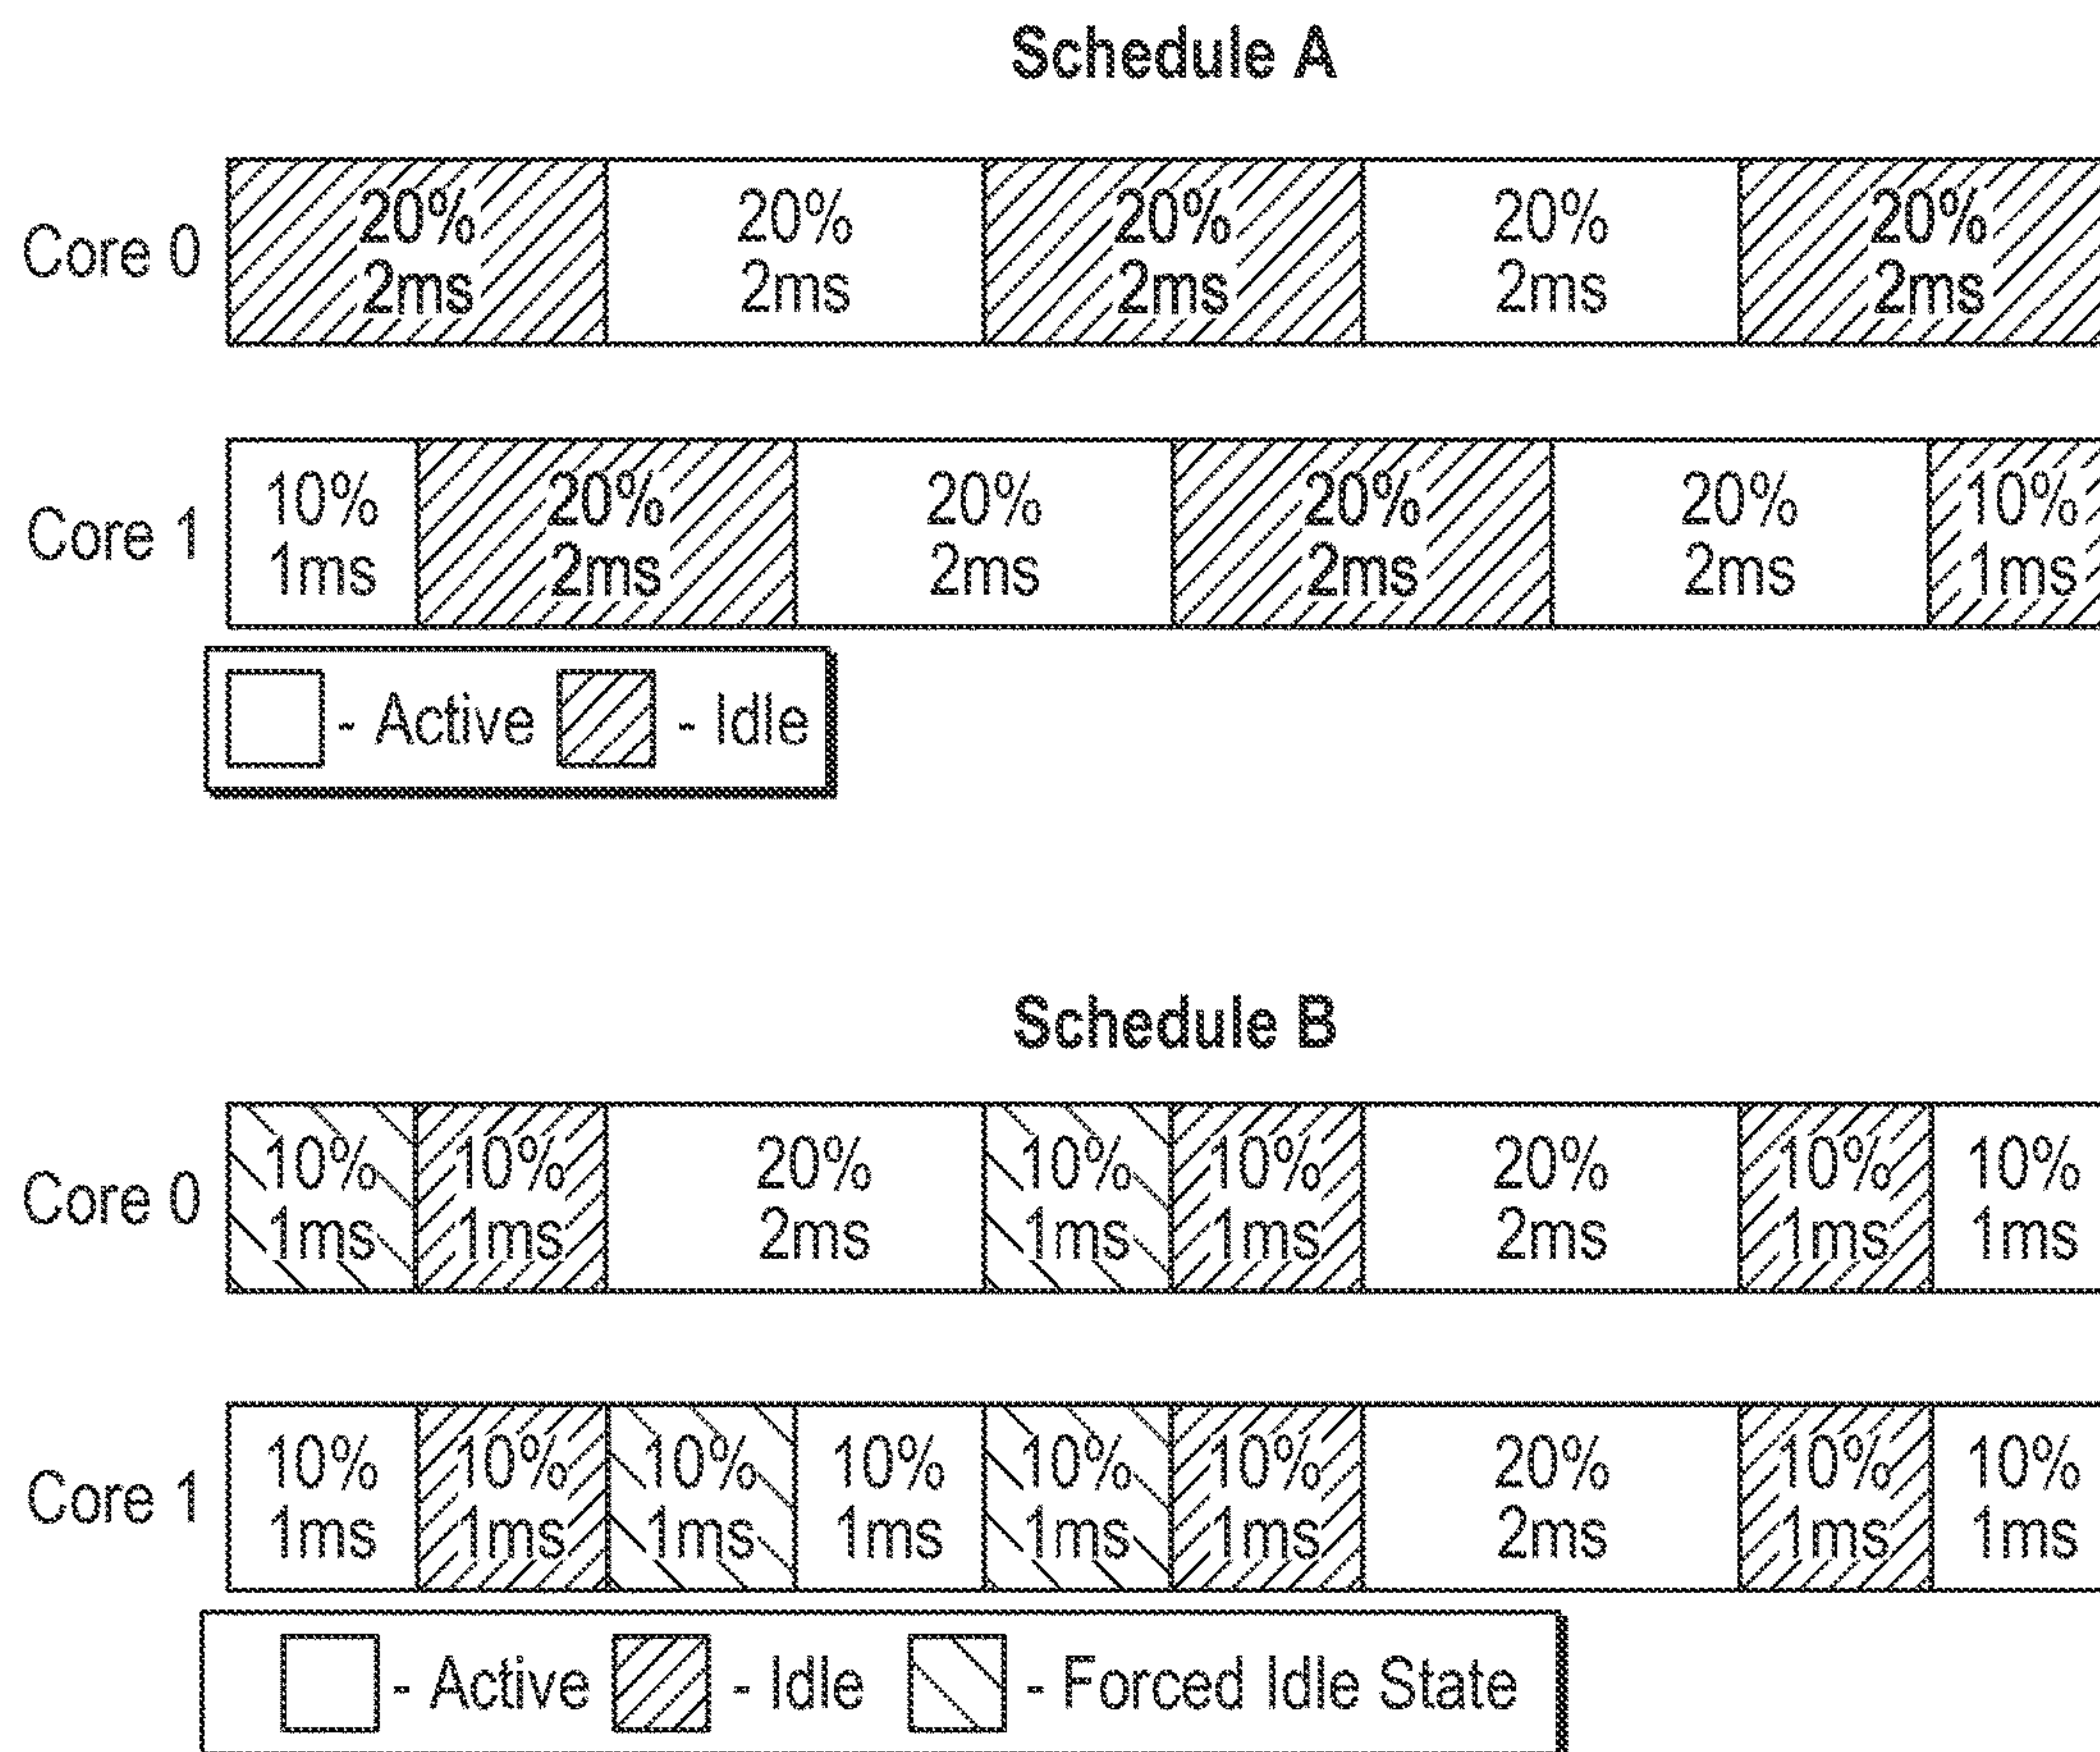 Schedule A
Core 0
20% 20% 20% 20% 20%
2ms 2ms 2ms 2ms 2ms
Core 1
10% 20% 20% 20% 20% 10%
1ms 2ms 2ms 2ms 2ms 1ms
- Active - Idle
Schedule B
Core 0
10% 10% 20% 10% 10% 20% 10% 10%
1ms 1ms 2ms 1ms 1ms 2ms 1ms 1ms
Core 1
10% 10% 10% 10% 10% 10% 20% 10% 10%
1ms 1ms 1ms 1ms 1ms 1ms 2ms 1ms 1ms
- Active - Idle - Forced Idle State